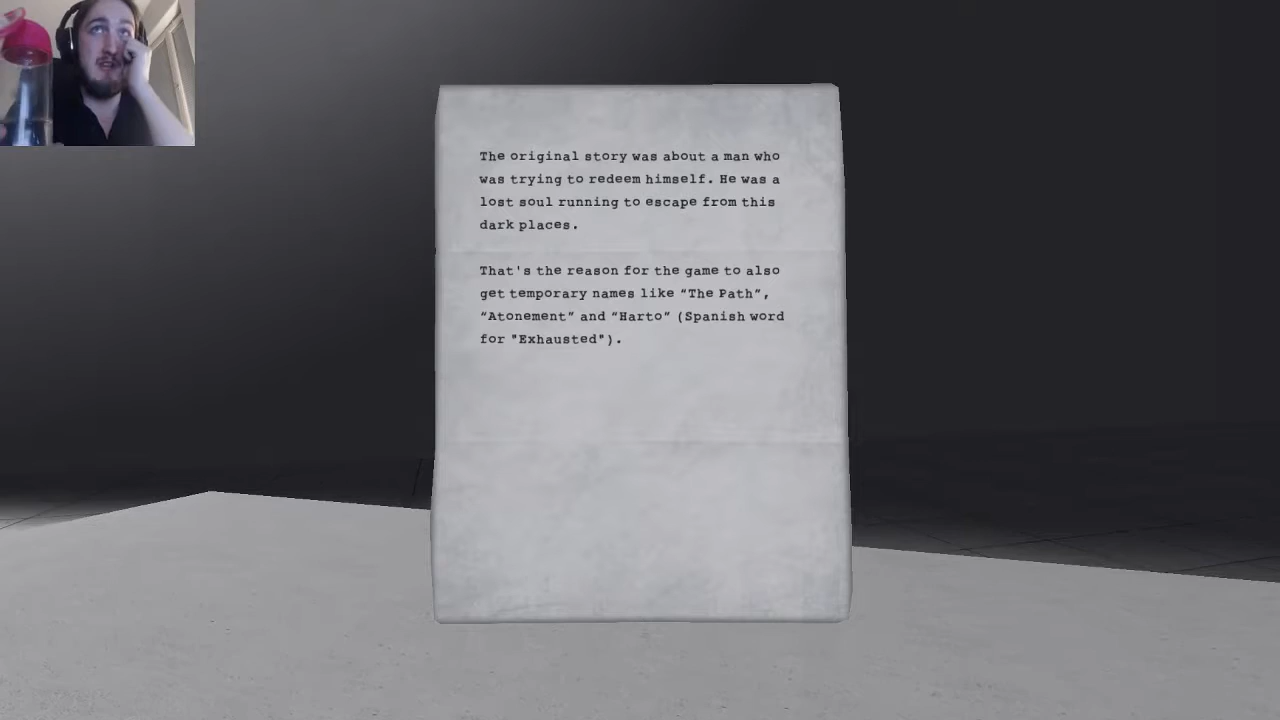 The original story was about a man who
was trying to redeem himself. He was a
lost soul running to escape from this
dark places.
That's the reason for the game to also
get temporary names like “The Path”,
“Atonement” and “Harto” (Spanish word
for "Exhausted").